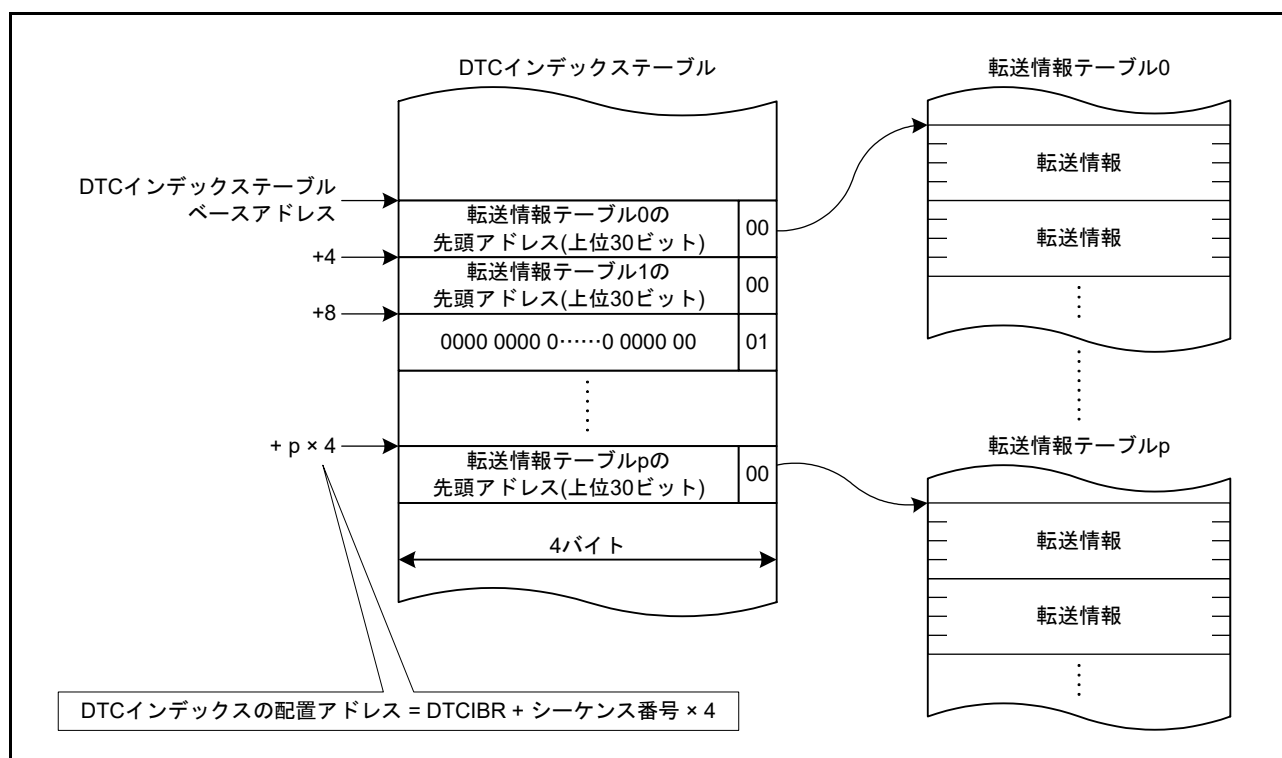 DTCインデックステーブル
転送情報テーブル0
転送情報
転送情報
DTCインデックステーブル
ベースアドレス
転送情報テーブル0の
先頭アドレス(上位30ビット)
00
+4
転送情報テーブル1の
先頭アドレス(上位30ビット)
00
+8
0000 0000 0……0 0000 00
01
+ p × 4
転送情報テーブルpの
先頭アドレス(上位30ビット)
00
4バイト
転送情報テーブルp
転送情報
転送情報
DTCインデックスの配置アドレス = DTCIBR + シーケンス番号 × 4